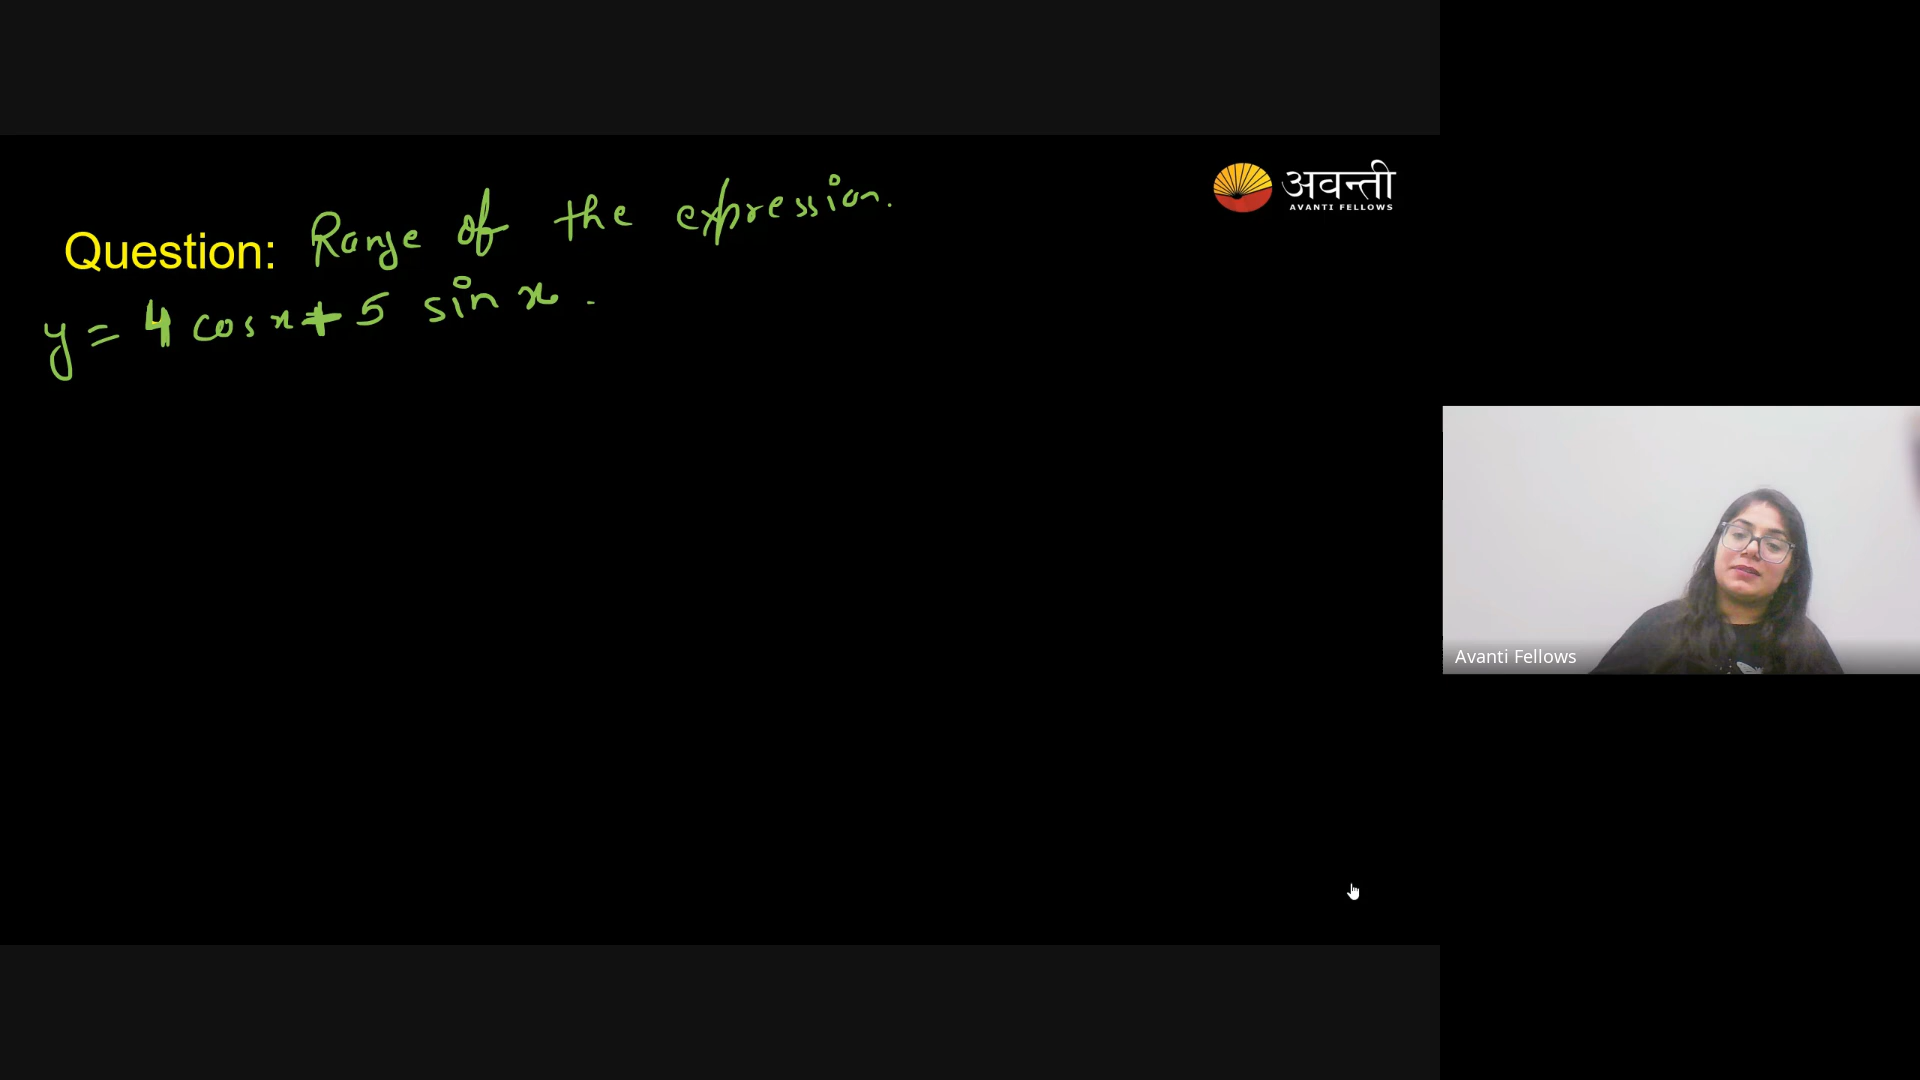 अवन्ती
AVANTI FELLOWS
Question: Range of the expression.
y = 4 cos x + 5 sin x .
Avanti Fellows